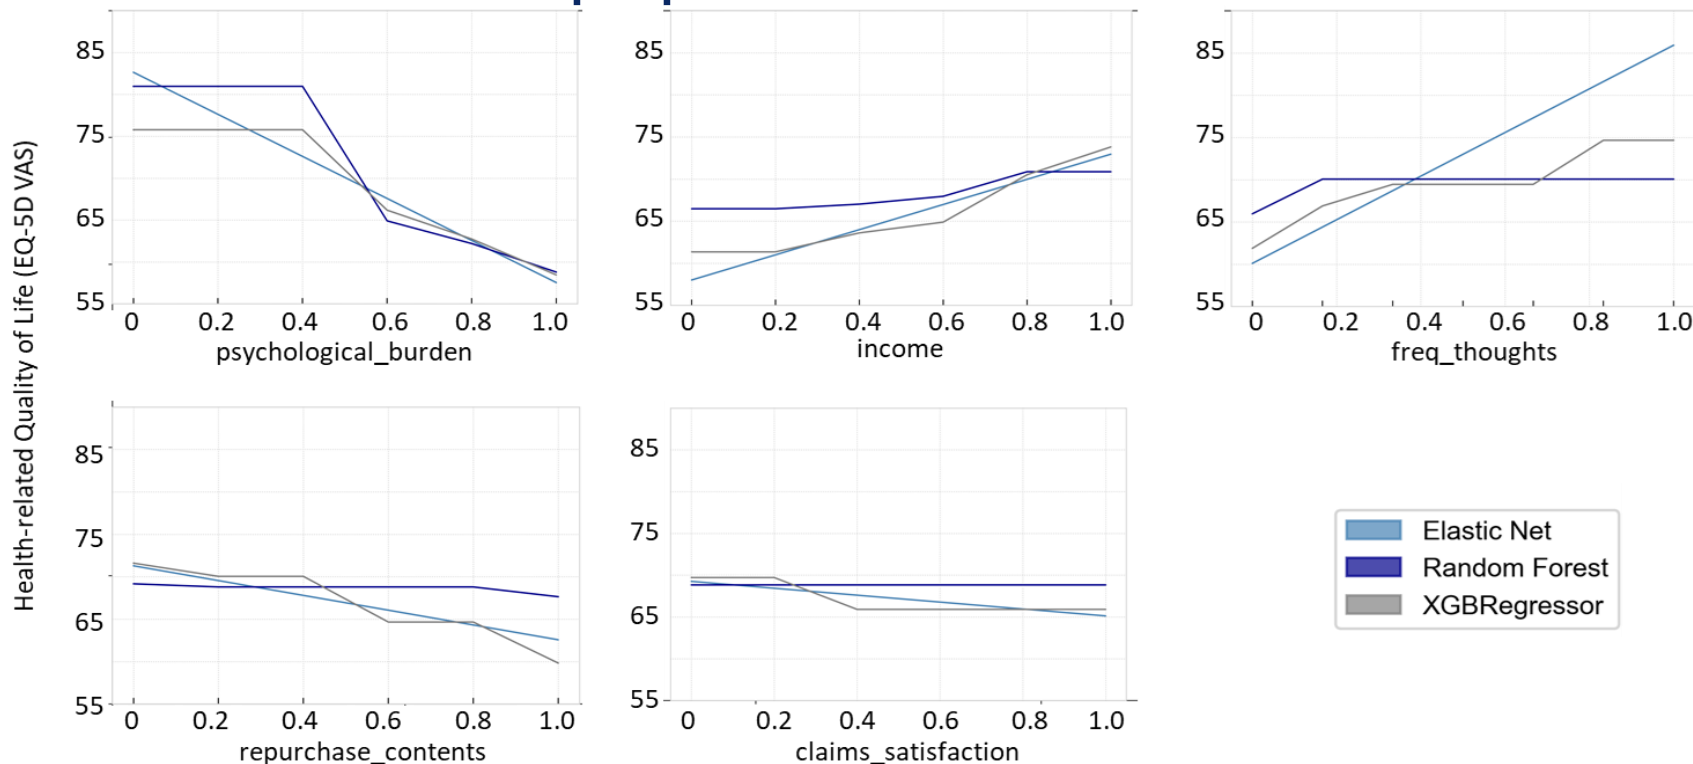 Health-related Quality of Life (EQ-5D VAS)
85
75
65
55
0 0.2 0.4 0.6 0.8 1.0
psychological_burden
85
75
65
55
0 0.2 0.4 0.6 0.8 1.0
income
85
75
65
55
0 0.2 0.4 0.6 0.8 1.0
freq_thoughts
85
75
65
55
0 0.2 0.4 0.6 0.8 1.0
repurchase_contents
85
75
65
55
0 0.2 0.4 0.6 0.8 1.0
claims_satisfaction
Elastic Net
Random Forest
XGBRegressor